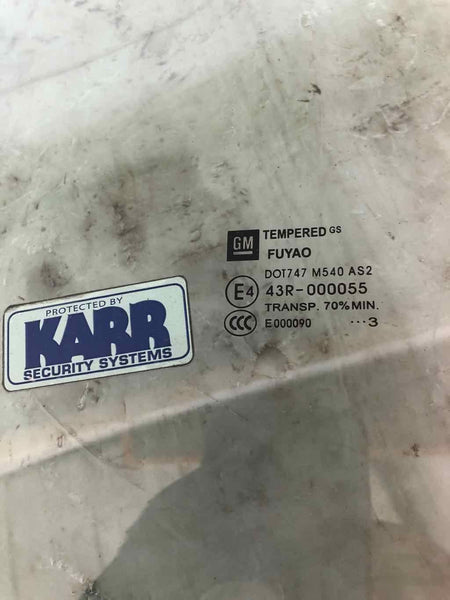 GM
TEMPERED GS
FUYAO
DOT747 M540 AS2
E4 43R-000055
TRANSP. 70% MIN.
CCC E000090 ···3
PROTECTED BY
KARR
SECURITY SYSTEMS